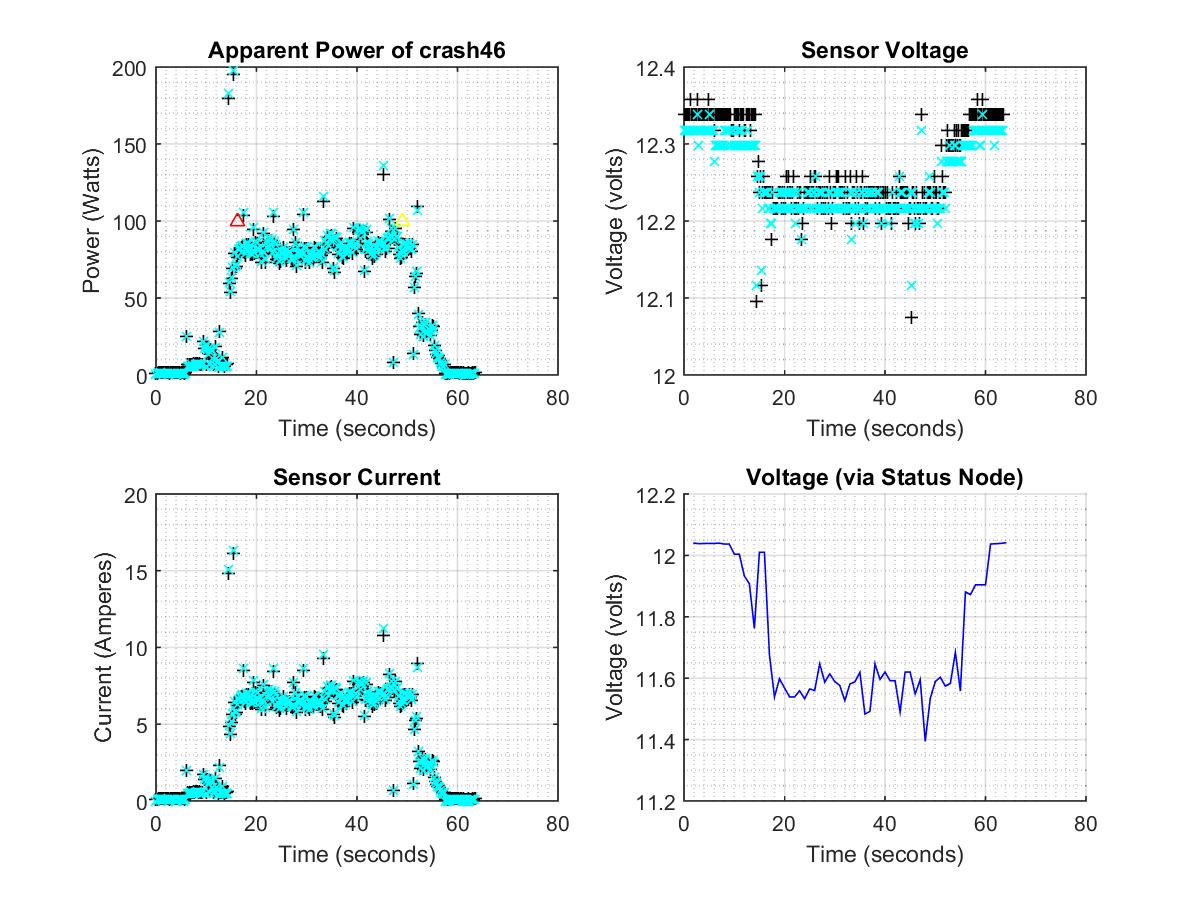 Apparent Power of crash46
200
150
100
50
0
Power (Watts)
0 20 40 60 80
Time (seconds)
Sensor Voltage
12.4
12.3
12.2
12.1
12
Voltage (volts)
0 20 40 60 80
Time (seconds)
Sensor Current
20
15
10
5
0
Current (Amperes)
0 20 40 60 80
Time (seconds)
Voltage (via Status Node)
12.2
12
11.8
11.6
11.4
11.2
Voltage (volts)
0 20 40 60 80
Time (seconds)